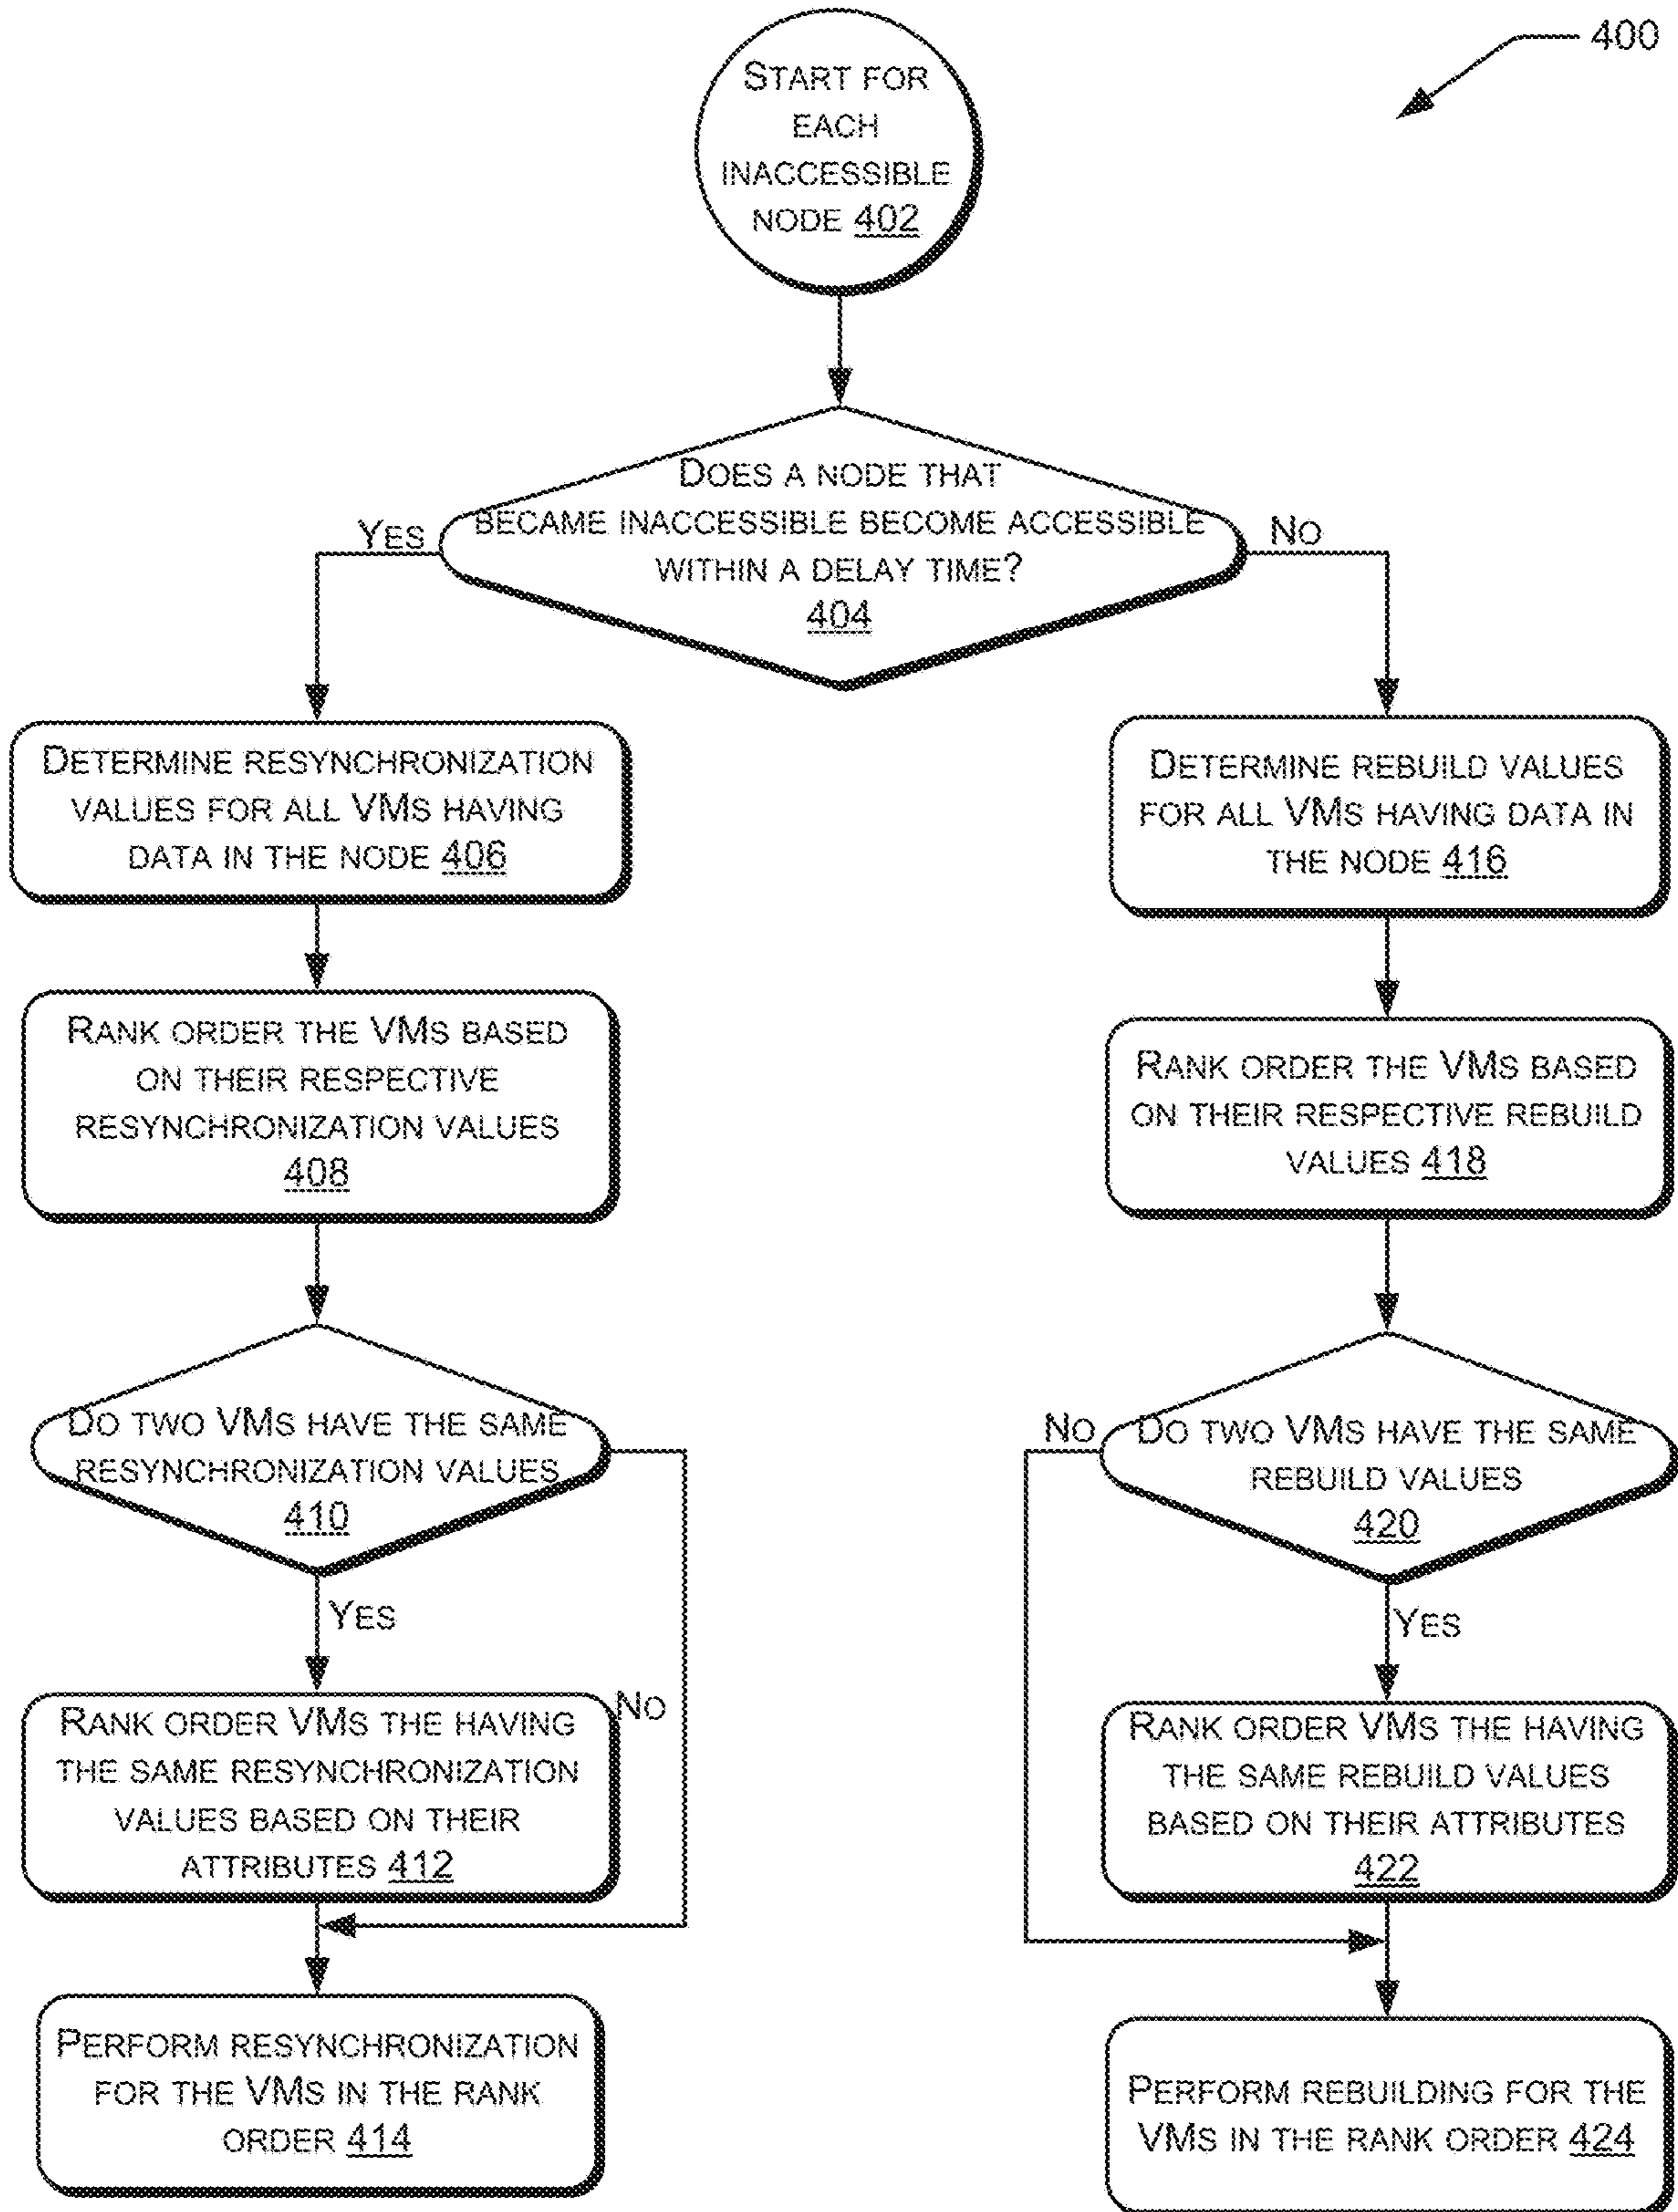 400
START FOR
EACH
INACCESSIBLE
NODE 402
DOES A NODE THAT
BECAME INACCESSIBLE BECOME ACCESSIBLE
WITHIN A DELAY TIME?
404
YES
NO
DETERMINE RESYNCHRONIZATION
VALUES FOR ALL VMS HAVING
DATA IN THE NODE 406
RANK ORDER THE VMS BASED
ON THEIR RESPECTIVE
RESYNCHRONIZATION VALUES
408
DO TWO VMS HAVE THE SAME
RESYNCHRONIZATION VALUES
410
YES
NO
RANK ORDER VMS THE HAVING
THE SAME RESYNCHRONIZATION
VALUES BASED ON THEIR
ATTRIBUTES 412
PERFORM RESYNCHRONIZATION
FOR THE VMS IN THE RANK
ORDER 414
DETERMINE REBUILD VALUES
FOR ALL VMS HAVING DATA IN
THE NODE 416
RANK ORDER THE VMS BASED
ON THEIR RESPECTIVE REBUILD
VALUES 418
NO
DO TWO VMS HAVE THE SAME
REBUILD VALUES
420
YES
RANK ORDER VMS THE HAVING
THE SAME REBUILD VALUES
BASED ON THEIR ATTRIBUTES
422
PERFORM REBUILDING FOR THE
VMS IN THE RANK ORDER 424